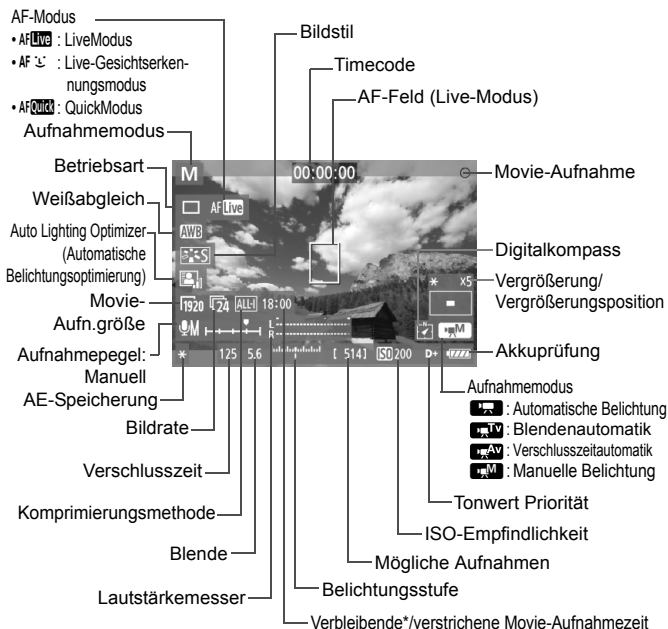 AF-Modus
• AF Live : LiveModus
• AF : Live-Gesichtserken-
nungsmodus
• AF Quick : QuickModus
Aufnahmemodus
Betriebsart
Weißabgleich
Auto Lighting Optimizer
(Automatische
Belichtungsoptimierung)
Movie-
Aufn.größe
Aufnahmepegel:
Manuell
AE-Speicherung
Bildrate
Verschlusszeit
Komprimierungsmethode
Blende
Lautstärkemesser
Bildstil
Timecode
AF-Feld (Live-Modus)
M
00:00:00
AF Live
AWB
S
1920 24 ALL-I 18:00
M L
R
* 125 5.6 [ 514] ISO 200 D+
* x5
N
M
Movie-Aufnahme
Digitalkompass
Vergrößerung/
Vergrößerungsposition
Akkuprüfung
Aufnahmemodus
: Automatische Belichtung
Tv : Blendenautomatik
Av : Verschlusszeitautomatik
M : Manuelle Belichtung
Tonwert Priorität
ISO-Empfindlichkeit
Mögliche Aufnahmen
Belichtungsstufe
Verbleibende*/verstrichene Movie-Aufnahmezeit